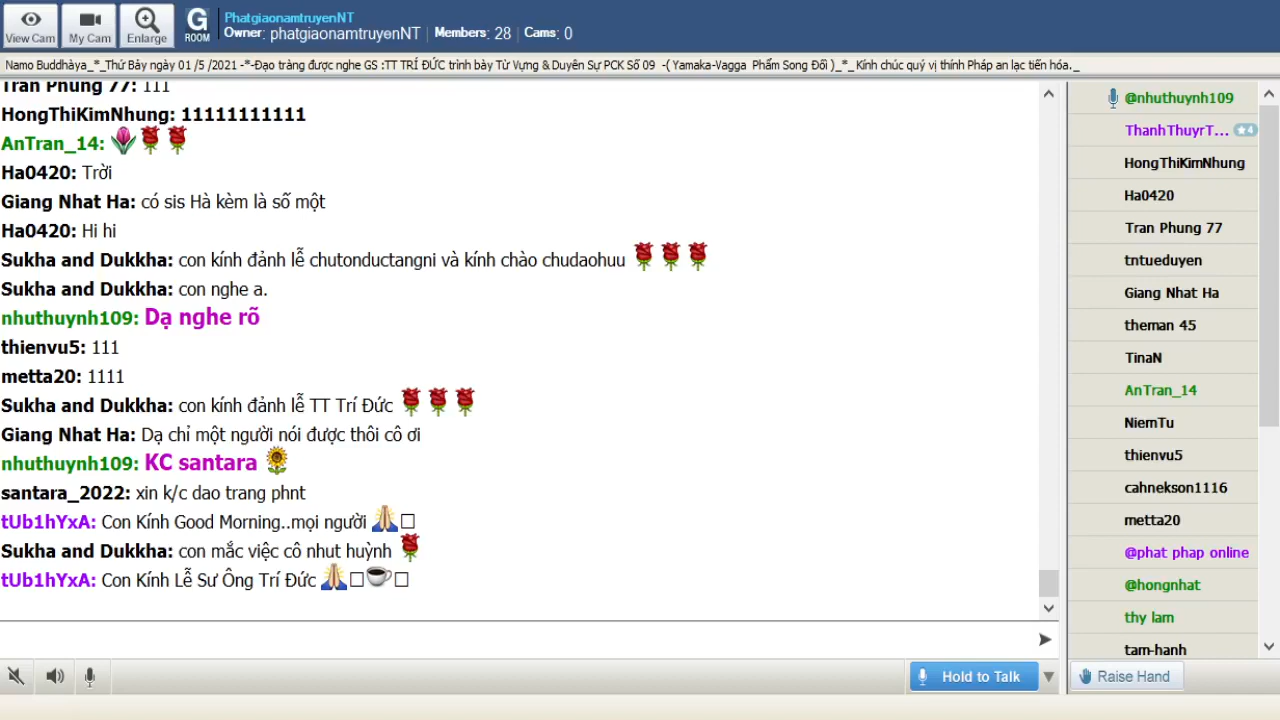 View Cam
My Cam
Enlarge
G
ROOM
PhatgiaonamtruyenNT
Owner: phatgiaonamtruyenNT | Members: 28 | Cams: 0
Namo Buddhàya_*_Thứ Bảy ngày 01 /5 /2021 -*-Đạo tràng được nghe GS :TT TRÍ ĐỨC trình bày Từ Vựng & Duyên Sự PCK Số 09 -( Yamaka-Vagga Phẩm Song Đối )_*_ Kính chúc quý vị thính Pháp an lạc tiến hóa._
Tran Phung 77: 111
HongThiKimNhung: 11111111111
AnTran_14:
Ha0420: Trời
Giang Nhat Ha: có sis Hà kèm là số một
Ha0420: Hi hi
Sukha and Dukkha: con kính đảnh lễ chutonductangni và kính chào chudaohuu
Sukha and Dukkha: con nghe a.
nhuthuynh109: Dạ nghe rõ
thienvu5: 111
metta20: 1111
Sukha and Dukkha: con kính đảnh lễ TT Trí Đức
Giang Nhat Ha: Dạ chỉ một người nói được thôi cô ơi
nhuthuynh109: KC santara
santara_2022: xin k/c dao trang phnt
tUb1hYxA: Con Kính Good Morning..mọi người
Sukha and Dukkha: con mắc việc cô nhut huỳnh
tUb1hYxA: Con Kính Lễ Sư Ông Trí Đức
Hold to Talk
@nhuthuynh109
ThanhThuyrT... 4
HongThiKimNhung
Ha0420
Tran Phung 77
tntueduyen
Giang Nhat Ha
theman 45
TinaN
AnTran_14
NiemTu
thienvu5
cahnekson1116
metta20
@phat phap online
@hongnhat
thy lam
tam-hanh
Raise Hand